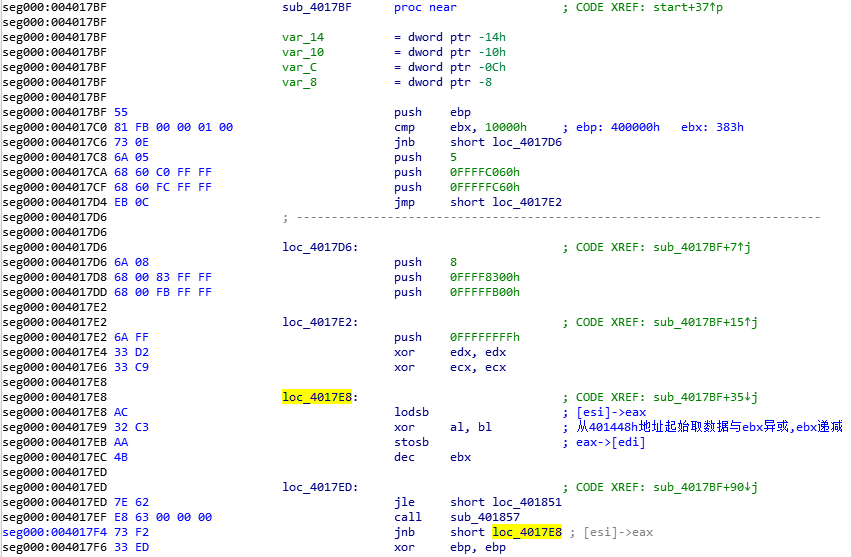 seg000:004017BF sub_4017BF proc near ; CODE XREF: start+37↑p
seg000:004017BF
seg000:004017BF var_14 = dword ptr -14h
seg000:004017BF var_10 = dword ptr -10h
seg000:004017BF var_C = dword ptr -0Ch
seg000:004017BF var_8 = dword ptr -8
seg000:004017BF
seg000:004017BF 55 push ebp
seg000:004017C0 81 FB 00 00 01 00 cmp ebx, 10000h ; ebp: 400000h ebx: 383h
seg000:004017C6 73 0E jnb short loc_4017D6
seg000:004017C8 6A 05 push 5
seg000:004017CA 68 60 C0 FF FF push 0FFFFC060h
seg000:004017CF 68 60 FC FF FF push 0FFFFFC60h
seg000:004017D4 EB 0C jmp short loc_4017E2
seg000:004017D6 ; ---------------------------------------------------------------------------
seg000:004017D6
seg000:004017D6 loc_4017D6: ; CODE XREF: sub_4017BF+7↑j
seg000:004017D6 6A 08 push 8
seg000:004017D8 68 00 83 FF FF push 0FFFF8300h
seg000:004017DD 68 00 FB FF FF push 0FFFFFB00h
seg000:004017E2
seg000:004017E2 loc_4017E2: ; CODE XREF: sub_4017BF+15↑j
seg000:004017E2 6A FF push 0FFFFFFFFh
seg000:004017E4 33 D2 xor edx, edx
seg000:004017E6 33 C9 xor ecx, ecx
seg000:004017E8
seg000:004017E8 loc_4017E8: ; CODE XREF: sub_4017BF+35↓j
seg000:004017E8 AC lodsb ; [esi]->eax
seg000:004017E9 32 C3 xor al, bl ; 从401448h地址起始取数据与ebx异或,ebx递减
seg000:004017EB AA stosb ; eax->[edi]
seg000:004017EC 4B dec ebx
seg000:004017ED
seg000:004017ED loc_4017ED: ; CODE XREF: sub_4017BF+90↓j
seg000:004017ED 7E 62 jle short loc_401851
seg000:004017EF E8 63 00 00 00 call sub_401857
seg000:004017F4 73 F2 jnb short loc_4017E8 ; [esi]->eax
seg000:004017F6 33 ED xor ebp, ebp